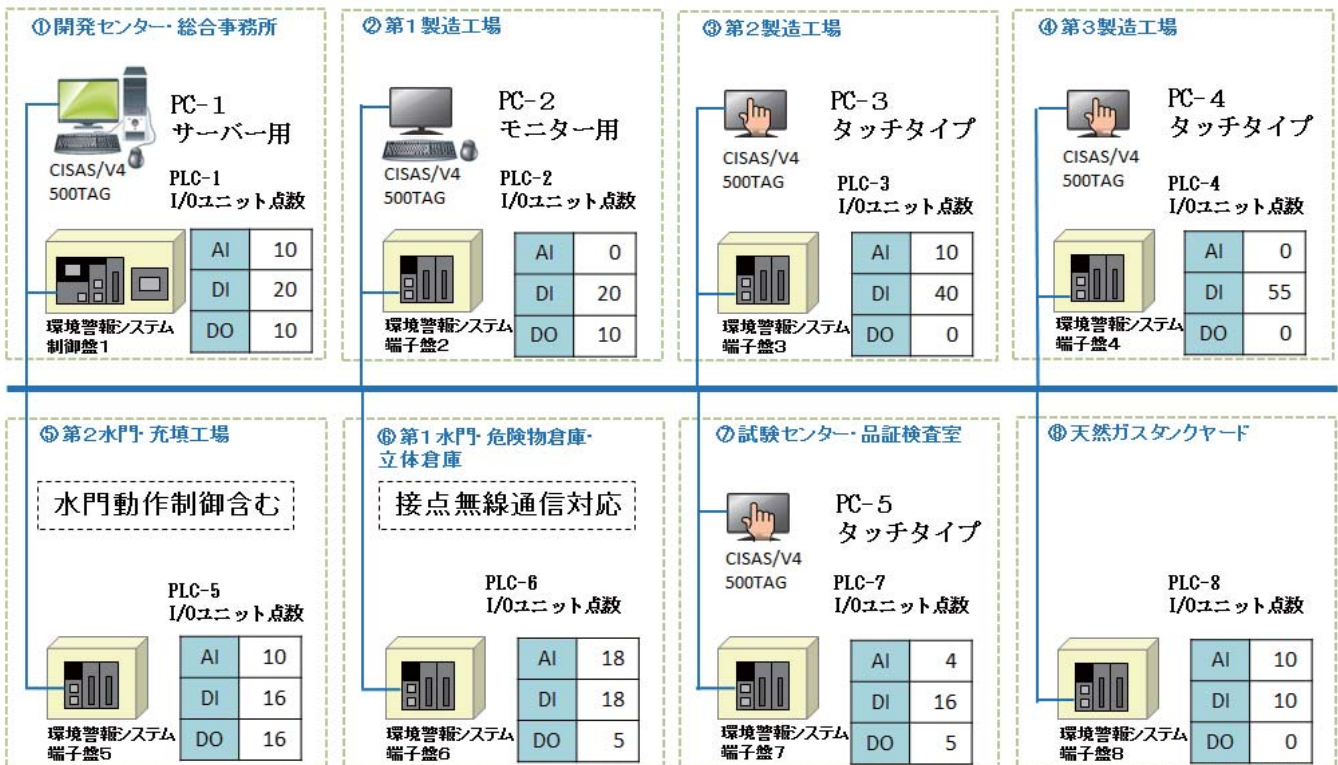 ①開発センター・総合事務所
PC-1
サーバー用
CISAS/V4
500TAG
PLC-1
I/Oユニット点数
AI 10
DI 20
DO 10
環境警報システム
制御盤1
②第1製造工場
PC-2
モニター用
CISAS/V4
500TAG
PLC-2
I/Oユニット点数
AI 0
DI 20
DO 10
環境警報システム
端子盤2
③第2製造工場
PC-3
タッチタイプ
CISAS/V4
500TAG
PLC-3
I/Oユニット点数
AI 10
DI 40
DO 0
環境警報システム
端子盤3
④第3製造工場
PC-4
タッチタイプ
CISAS/V4
500TAG
PLC-4
I/Oユニット点数
AI 0
DI 55
DO 0
環境警報システム
端子盤4
⑤第2水門・充填工場
水門動作制御含む
PLC-5
I/Oユニット点数
AI 10
DI 16
DO 16
環境警報システム
端子盤5
⑥第1水門・危険物倉庫・
立体倉庫
接点無線通信対応
PLC-6
I/Oユニット点数
AI 18
DI 18
DO 5
環境警報システム
端子盤6
⑦試験センター・品証検査室
PC-5
タッチタイプ
CISAS/V4
500TAG
PLC-7
I/Oユニット点数
AI 4
DI 16
DO 5
環境警報システム
端子盤7
⑧天然ガスタンクヤード
PLC-8
I/Oユニット点数
AI 10
DI 10
DO 0
環境警報システム
端子盤8